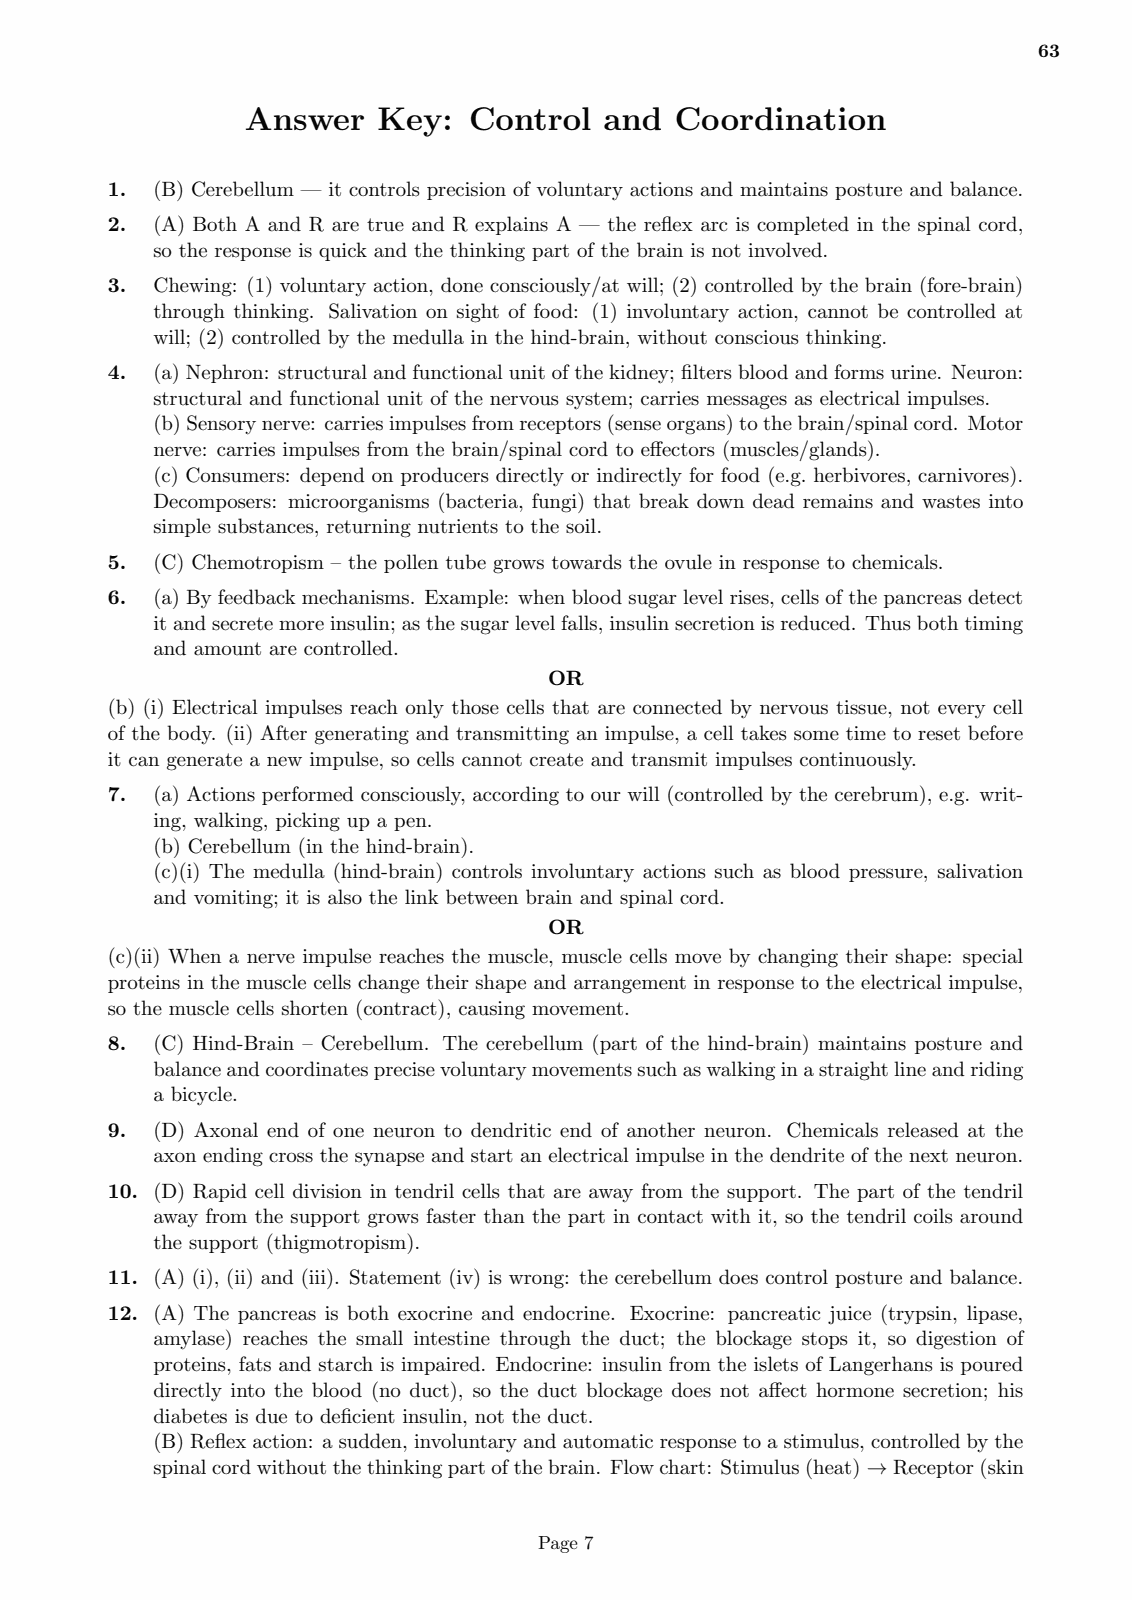 63
Answer Key: Control and Coordination
1. (B) Cerebellum — it controls precision of voluntary actions and maintains posture and balance.
2. (A) Both A and R are true and R explains A — the reflex arc is completed in the spinal cord,
so the response is quick and the thinking part of the brain is not involved.
3. Chewing: (1) voluntary action, done consciously/at will; (2) controlled by the brain (fore-brain)
through thinking. Salivation on sight of food: (1) involuntary action, cannot be controlled at
will; (2) controlled by the medulla in the hind-brain, without conscious thinking.
4. (a) Nephron: structural and functional unit of the kidney; filters blood and forms urine. Neuron:
structural and functional unit of the nervous system; carries messages as electrical impulses.
(b) Sensory nerve: carries impulses from receptors (sense organs) to the brain/spinal cord. Motor
nerve: carries impulses from the brain/spinal cord to effectors (muscles/glands).
(c) Consumers: depend on producers directly or indirectly for food (e.g. herbivores, carnivores).
Decomposers: microorganisms (bacteria, fungi) that break down dead remains and wastes into
simple substances, returning nutrients to the soil.
5. (C) Chemotropism – the pollen tube grows towards the ovule in response to chemicals.
6. (a) By feedback mechanisms. Example: when blood sugar level rises, cells of the pancreas detect
it and secrete more insulin; as the sugar level falls, insulin secretion is reduced. Thus both timing
and amount are controlled.
OR
(b) (i) Electrical impulses reach only those cells that are connected by nervous tissue, not every cell
of the body. (ii) After generating and transmitting an impulse, a cell takes some time to reset before
it can generate a new impulse, so cells cannot create and transmit impulses continuously.
7. (a) Actions performed consciously, according to our will (controlled by the cerebrum), e.g. writ-
ing, walking, picking up a pen.
(b) Cerebellum (in the hind-brain).
(c)(i) The medulla (hind-brain) controls involuntary actions such as blood pressure, salivation
and vomiting; it is also the link between brain and spinal cord.
OR
(c)(ii) When a nerve impulse reaches the muscle, muscle cells move by changing their shape: special
proteins in the muscle cells change their shape and arrangement in response to the electrical impulse,
so the muscle cells shorten (contract), causing movement.
8. (C) Hind-Brain – Cerebellum. The cerebellum (part of the hind-brain) maintains posture and
balance and coordinates precise voluntary movements such as walking in a straight line and riding
a bicycle.
9. (D) Axonal end of one neuron to dendritic end of another neuron. Chemicals released at the
axon ending cross the synapse and start an electrical impulse in the dendrite of the next neuron.
10. (D) Rapid cell division in tendril cells that are away from the support. The part of the tendril
away from the support grows faster than the part in contact with it, so the tendril coils around
the support (thigmotropism).
11. (A) (i), (ii) and (iii). Statement (iv) is wrong: the cerebellum does control posture and balance.
12. (A) The pancreas is both exocrine and endocrine. Exocrine: pancreatic juice (trypsin, lipase,
amylase) reaches the small intestine through the duct; the blockage stops it, so digestion of
proteins, fats and starch is impaired. Endocrine: insulin from the islets of Langerhans is poured
directly into the blood (no duct), so the duct blockage does not affect hormone secretion; his
diabetes is due to deficient insulin, not the duct.
(B) Reflex action: a sudden, involuntary and automatic response to a stimulus, controlled by the
spinal cord without the thinking part of the brain. Flow chart: Stimulus (heat) → Receptor (skin
Page 7